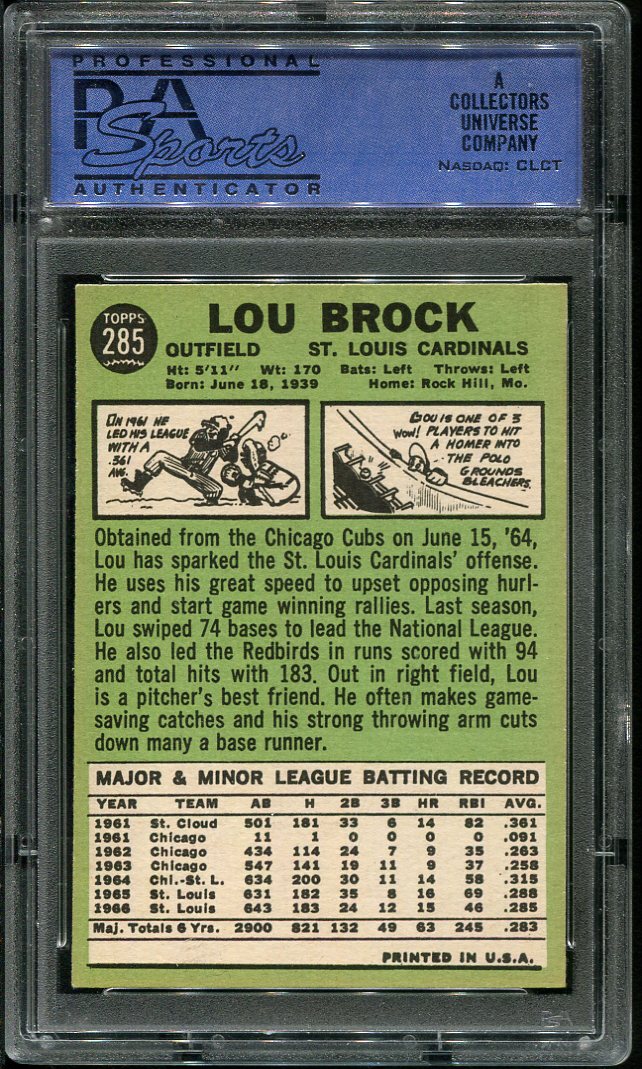 PROFESSIONAL
PSA
Sports
AUTHENTICATOR
A
COLLECTORS
UNIVERSE
COMPANY
NASDAQ: CLCT
TOPPS
285
LOU BROCK
OUTFIELD ST. LOUIS CARDINALS
Ht: 5'11" Wt: 170 Bats: Left Throws: Left
Born: June 18, 1939 Home: Rock Hill, Mo.
IN 1961 HE
LED HIS LEAGUE
WITH A
.361
AVG.
LOU IS ONE OF 3
WOW! PLAYERS TO HIT
A HOMER INTO
THE POLO
GROUNDS
BLEACHERS.
Obtained from the Chicago Cubs on June 15, '64,
Lou has sparked the St. Louis Cardinals' offense.
He uses his great speed to upset opposing hurl-
ers and start game winning rallies. Last season,
Lou swiped 74 bases to lead the National League.
He also led the Redbirds in runs scored with 94
and total hits with 183. Out in right field, Lou
is a pitcher's best friend. He often makes game-
saving catches and his strong throwing arm cuts
down many a base runner.
MAJOR & MINOR LEAGUE BATTING RECORD
YEAR TEAM AB H 2B 3B HR RBI AVG.
1961 St. Cloud 501 181 33 6 14 82 .361
1961 Chicago 11 1 0 0 0 0 .091
1962 Chicago 434 114 24 7 9 35 .263
1963 Chicago 547 141 19 11 9 37 .258
1964 Chi.-St. L. 634 200 30 11 14 58 .315
1965 St. Louis 631 182 35 8 16 69 .288
1966 St. Louis 643 183 24 12 15 46 .285
Maj. Totals 6 Yrs. 2900 821 132 49 63 245 .283
PRINTED IN U.S.A.
PSA